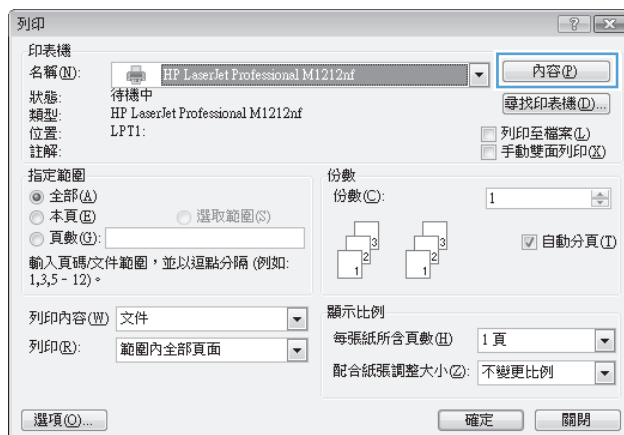 列印
印表機
名稱(N): HP LaserJet Professional M1212nf 內容(P)
狀態: 待機中 尋找印表機(D)...
類型: HP LaserJet Professional M1212nf
位置: LPT1: 列印至檔案(L)
註解: 手動雙面列印(X)
指定範圍
全部(A)
本頁(E) 選取範圍(S)
頁數(G):
輸入頁碼/文件範圍，並以逗點分隔 (例如:
1,3,5 - 12)。
份數
份數(C): 1
1 2 3 1 2 3 自動分頁(T)
列印內容(W) 文件
列印(R): 範圍內全部頁面
顯示比例
每張紙所含頁數(H) 1 頁
配合紙張調整大小(Z): 不變更比例
選項(O)... 確定 關閉